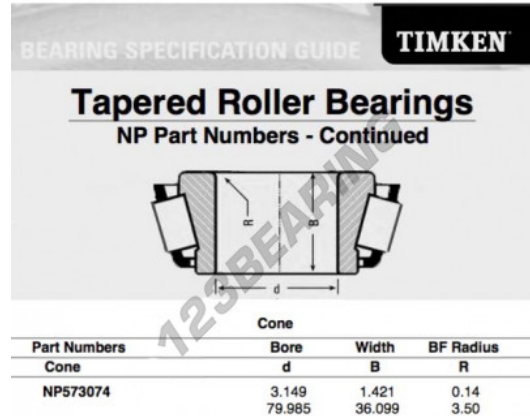 BEARING SPECIFICATION GUIDE
TIMKEN
Tapered Roller Bearings
NP Part Numbers - Continued
R
B
d
123BEARING
Cone
Part Numbers Bore Width BF Radius
Cone d B R
NP573074 3.149 1.421 0.14
79.985 36.099 3.50